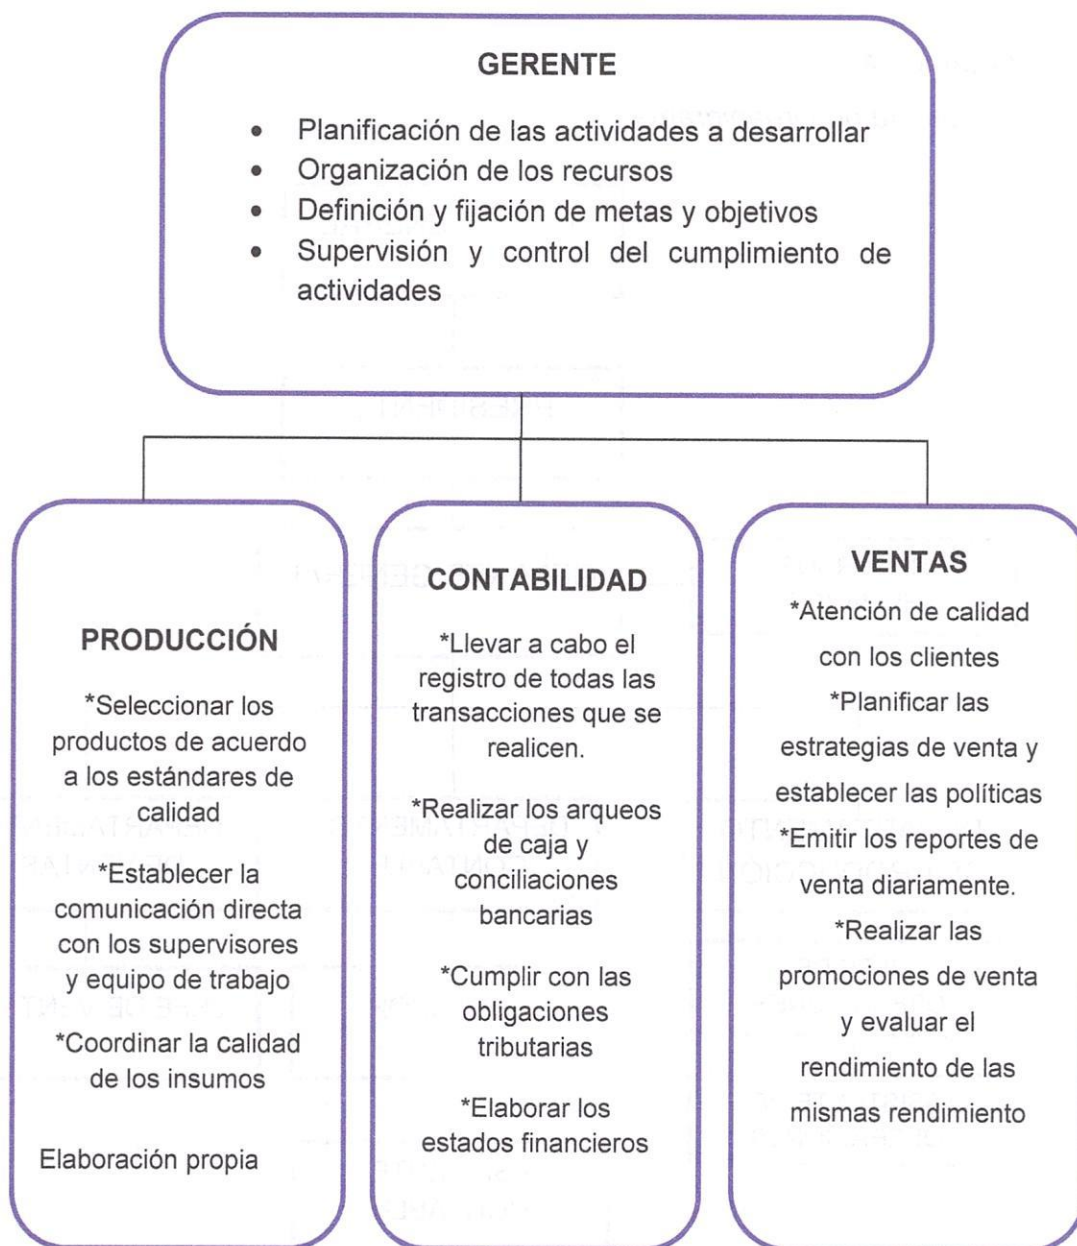 GERENTE
• Planificación de las actividades a desarrollar
• Organización de los recursos
• Definición y fijación de metas y objetivos
• Supervisión y control del cumplimiento de
actividades
PRODUCCIÓN
*Seleccionar los
productos de acuerdo
a los estándares de
calidad
*Establecer la
comunicación directa
con los supervisores
y equipo de trabajo
*Coordinar la calidad
de los insumos
Elaboración propia
CONTABILIDAD
*Llevar a cabo el
registro de todas las
transacciones que se
realicen.
*Realizar los arqueos
de caja y
conciliaciones
bancarias
*Cumplir con las
obligaciones
tributarias
*Elaborar los
estados financieros
VENTAS
*Atención de calidad
con los clientes
*Planificar las
estrategias de venta y
establecer las políticas
*Emitir los reportes de
venta diariamente.
*Realizar las
promociones de venta
y evaluar el
rendimiento de las
mismas rendimiento